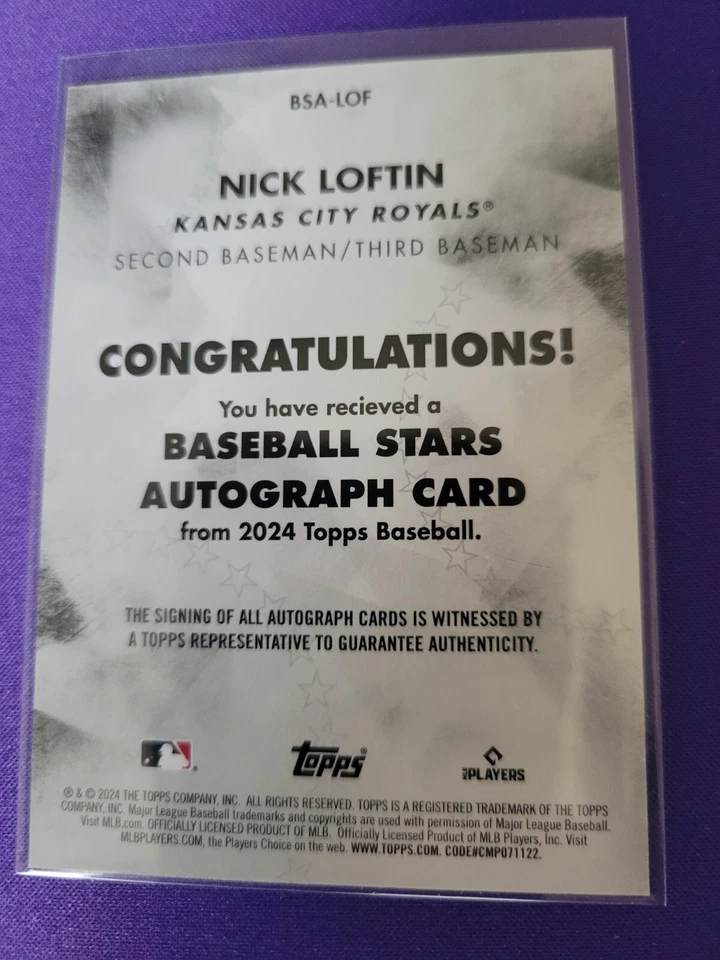 BSA-LOF
NICK LOFTIN
KANSAS CITY ROYALS®
SECOND BASEMAN/THIRD BASEMAN
CONGRATULATIONS!
You have recieved a
BASEBALL STARS
AUTOGRAPH CARD
from 2024 Topps Baseball.
THE SIGNING OF ALL AUTOGRAPH CARDS IS WITNESSED BY
A TOPPS REPRESENTATIVE TO GUARANTEE AUTHENTICITY.
topps®
MLB PLAYERS
® & © 2024 THE TOPPS COMPANY, INC. ALL RIGHTS RESERVED. TOPPS IS A REGISTERED TRADEMARK OF THE TOPPS
COMPANY, INC. Major League Baseball trademarks and copyrights are used with permission of Major League Baseball.
Visit MLB.com. OFFICIALLY LICENSED PRODUCT OF MLB. Officially Licensed Product of MLB Players, Inc. Visit
MLBPLAYERS.COM, the Players Choice on the web. WWW.TOPPS.COM. CODE#CMP071122.